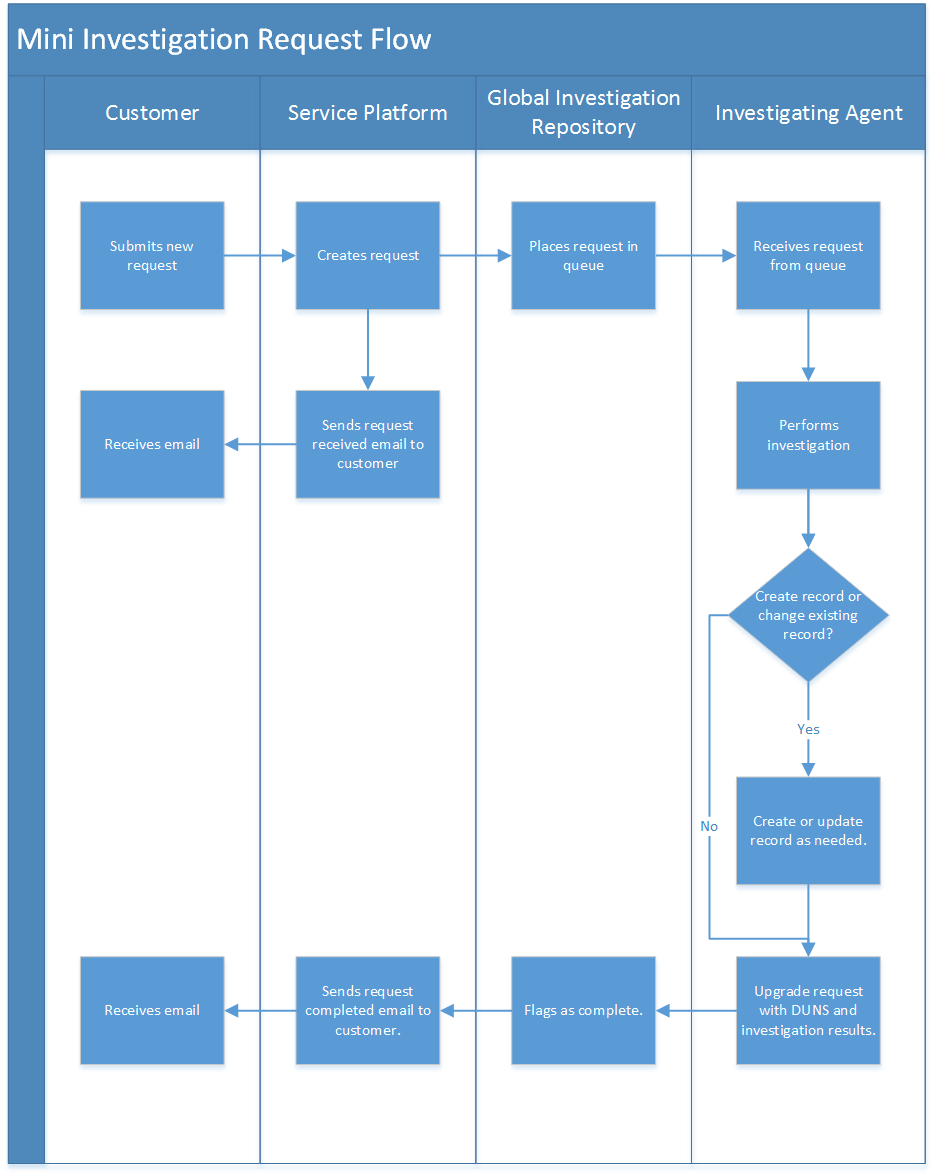 Mini Investigation Request Flow
Customer
Service Platform
Global Investigation
Repository
Investigating Agent
Submits new
request
Creates request
Places request in
queue
Receives request
from queue
Receives email
Sends request
received email to
customer
Performs
investigation
Create record or
change existing
record?
Yes
No
Create or update
record as needed.
Receives email
Sends request
completed email to
customer.
Flags as complete.
Upgrade request
with DUNS and
investigation results.